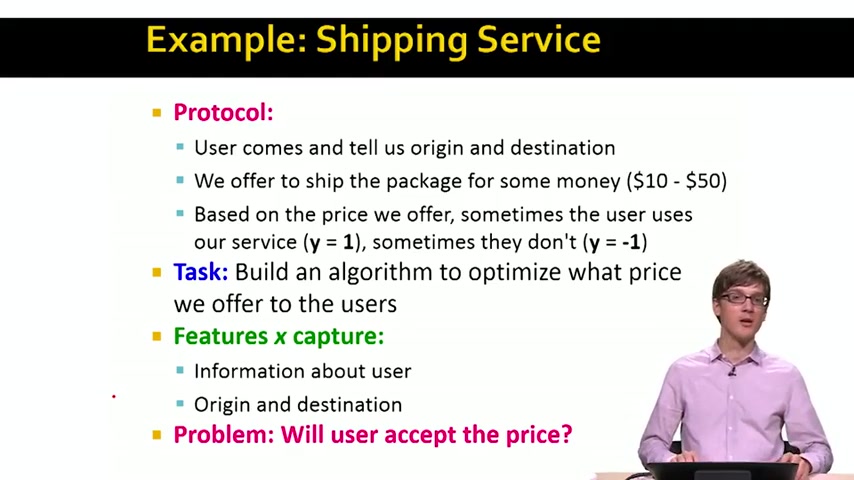 Example: Shipping Service
Protocol:
User comes and tell us origin and destination
We offer to ship the package for some money ($10 - $50)
Based on the price we offer, sometimes the user uses
our service (y = 1), sometimes they don't (y = -1)
Task: Build an algorithm to optimize what price
we offer to the users
Features x capture:
Information about user
Origin and destination
Problem: Will user accept the price?